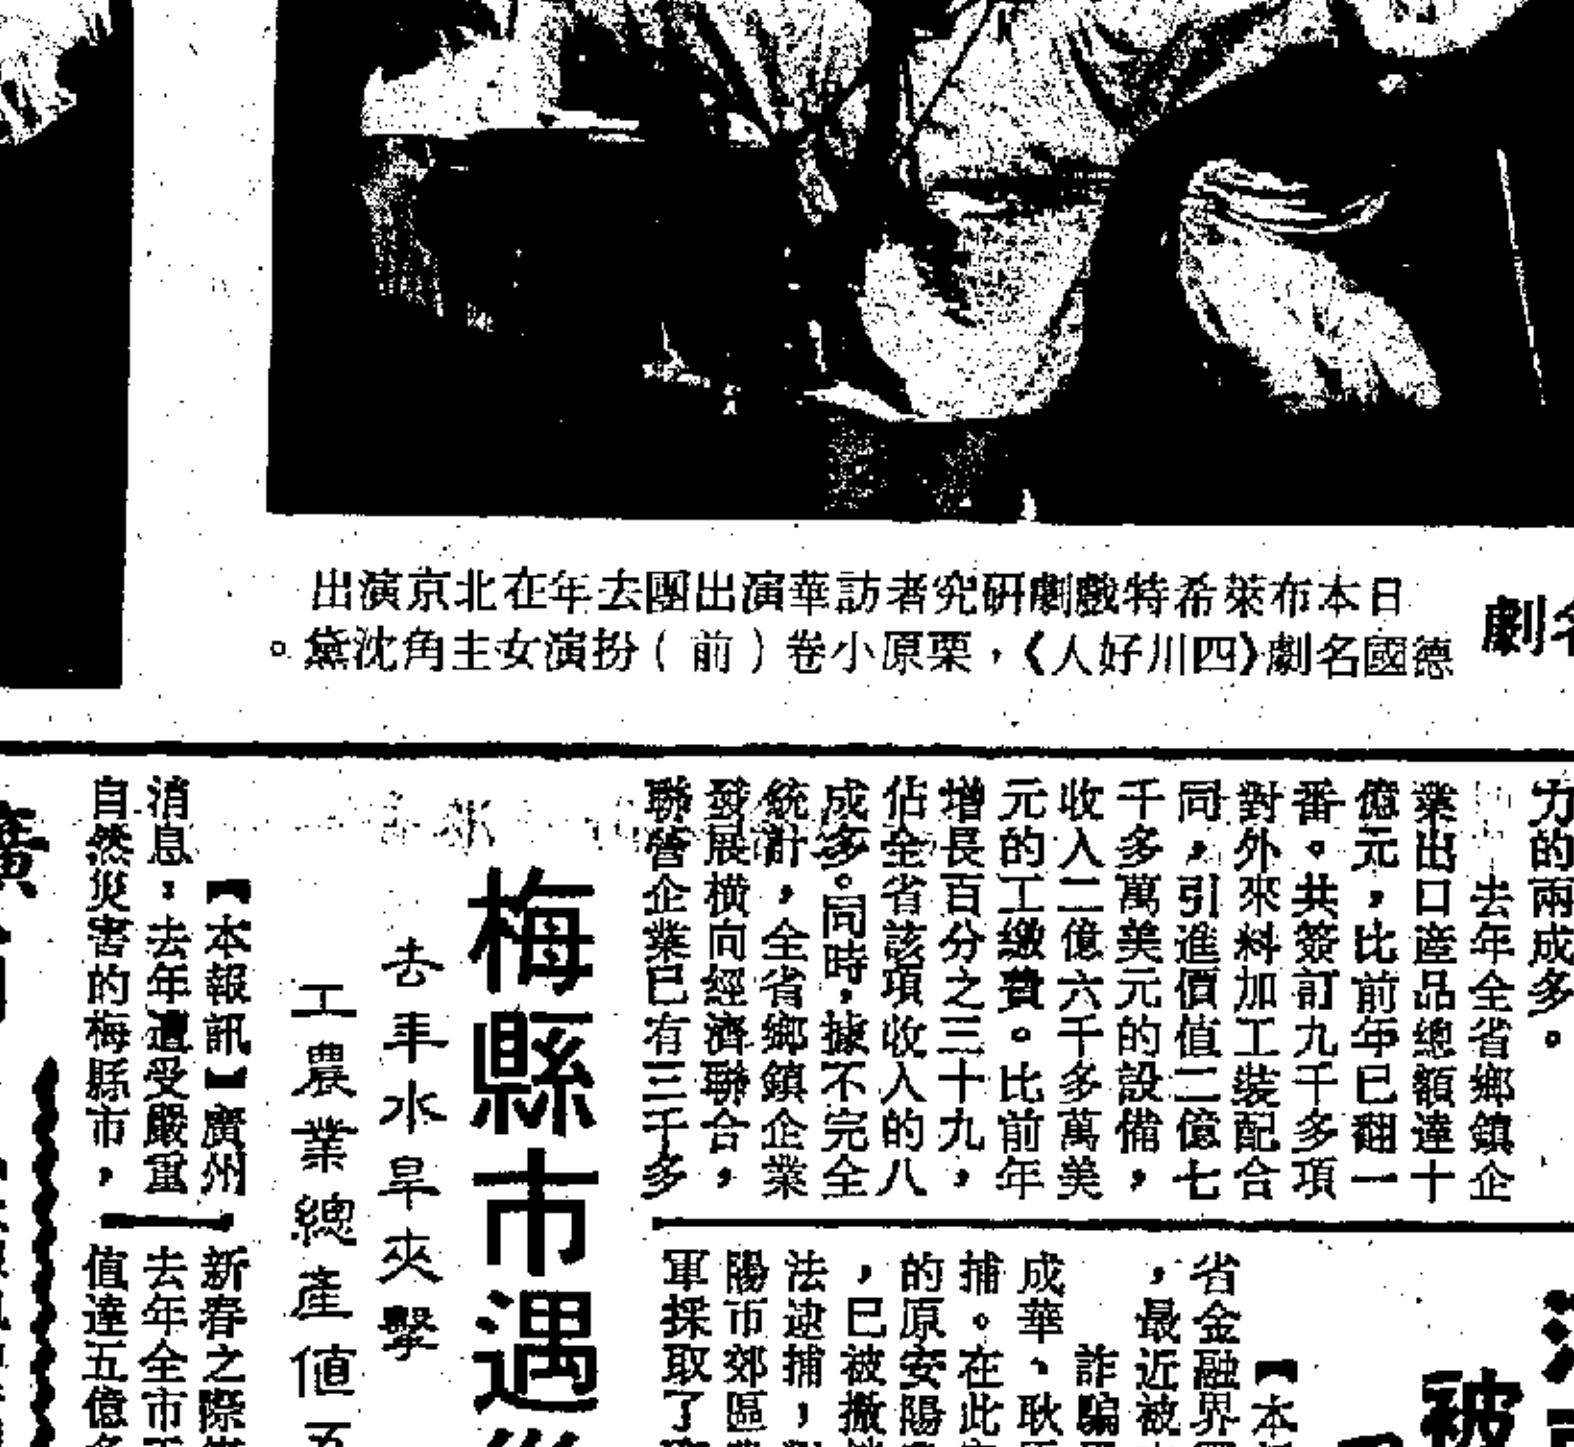 日本布萊希特戲劇研究者訪華演出團去年在北京演出
德國名劇《四川好人》，栗原小卷（前）扮演女主角沈黛。
名劇
力的兩成多。
去年全省鄉鎮企
業出口產品總額達十
億元，比前年已翻一
番。共簽訂九千多項
對外來料加工裝配合
同，引進價值二億七
千多萬美元的設備，
收入二億六千多萬美
元的工繳費。比前年
增長百分之三十九，
佔全省該項收入的八
成多。同時，據不完全
統計，全省鄉鎮企業
發展橫向經濟聯合，
聯營企業已有三千多
被
【本
省金融界
，最近被
詐騙
成華、耿
捕。在此
的原安陽
，已被撤
法逮捕，
陽市郊區
軍採取了
梅縣市遇
去年水旱夾擊
工農業總產值五
【本報訊】廣州
消息：去年遭受嚴重
自然災害的梅縣市，
新春之際
去年全市
值達五億
廣